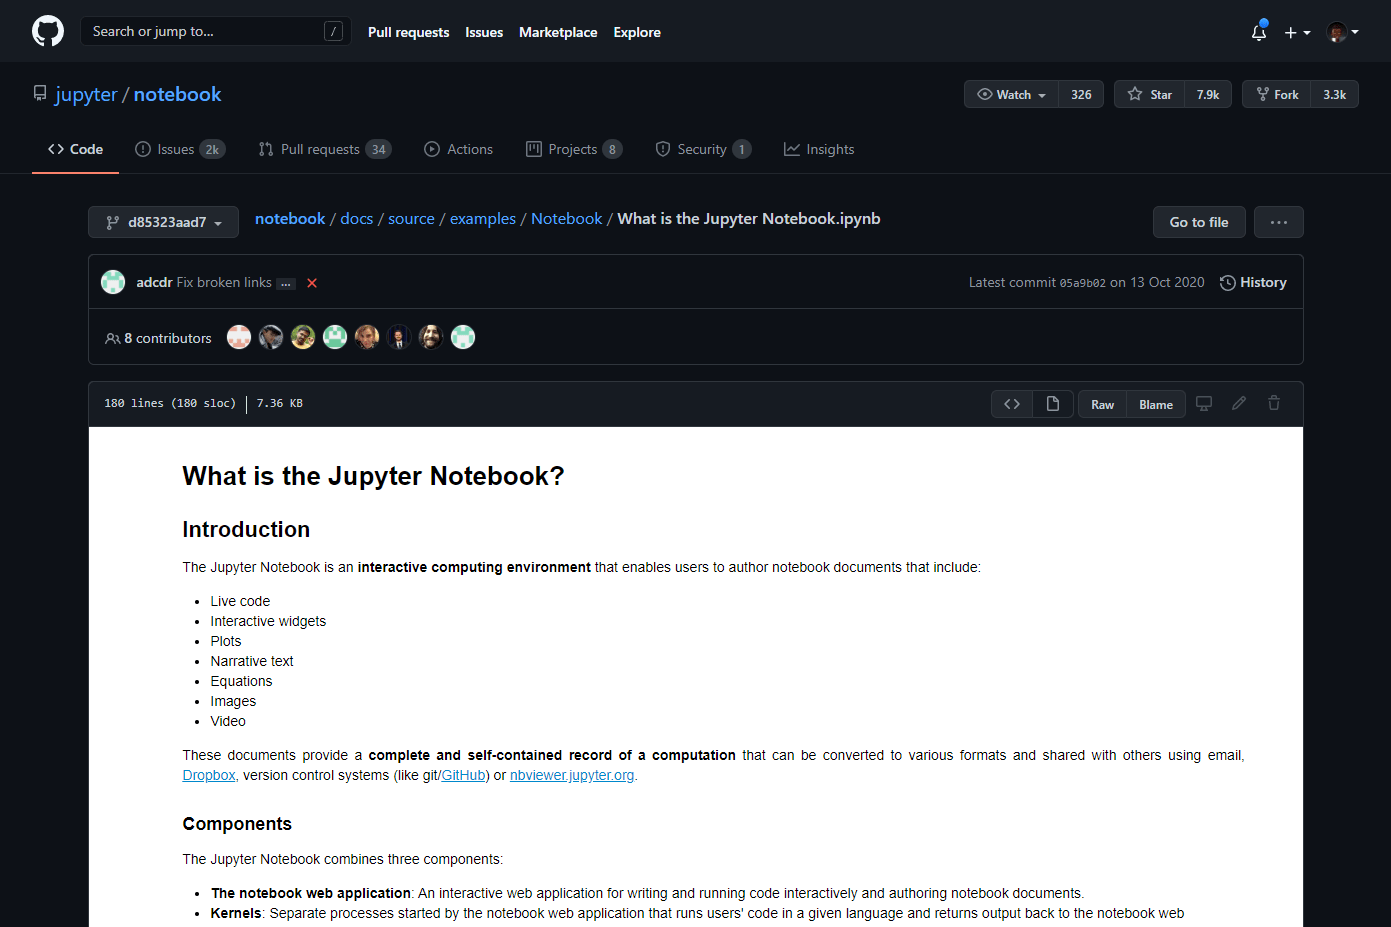 Search or jump to... /
Pull requests Issues Marketplace Explore
jupyter / notebook
Watch 326 Star 7.9k Fork 3.3k
Code Issues 2k Pull requests 34 Actions Projects 8 Security 1 Insights
d85323aad7 notebook / docs / source / examples / Notebook / What is the Jupyter Notebook.ipynb Go to file ...
adcdr Fix broken links ... Latest commit 05a9b02 on 13 Oct 2020 History
8 contributors
180 lines (180 sloc) 7.36 KB Raw Blame
What is the Jupyter Notebook?
Introduction
The Jupyter Notebook is an interactive computing environment that enables users to author notebook documents that include:
• Live code
• Interactive widgets
• Plots
• Narrative text
• Equations
• Images
• Video
These documents provide a complete and self-contained record of a computation that can be converted to various formats and shared with others using email,
Dropbox, version control systems (like git/GitHub) or nbviewer.jupyter.org.
Components
The Jupyter Notebook combines three components:
• The notebook web application: An interactive web application for writing and running code interactively and authoring notebook documents.
• Kernels: Separate processes started by the notebook web application that runs users' code in a given language and returns output back to the notebook web